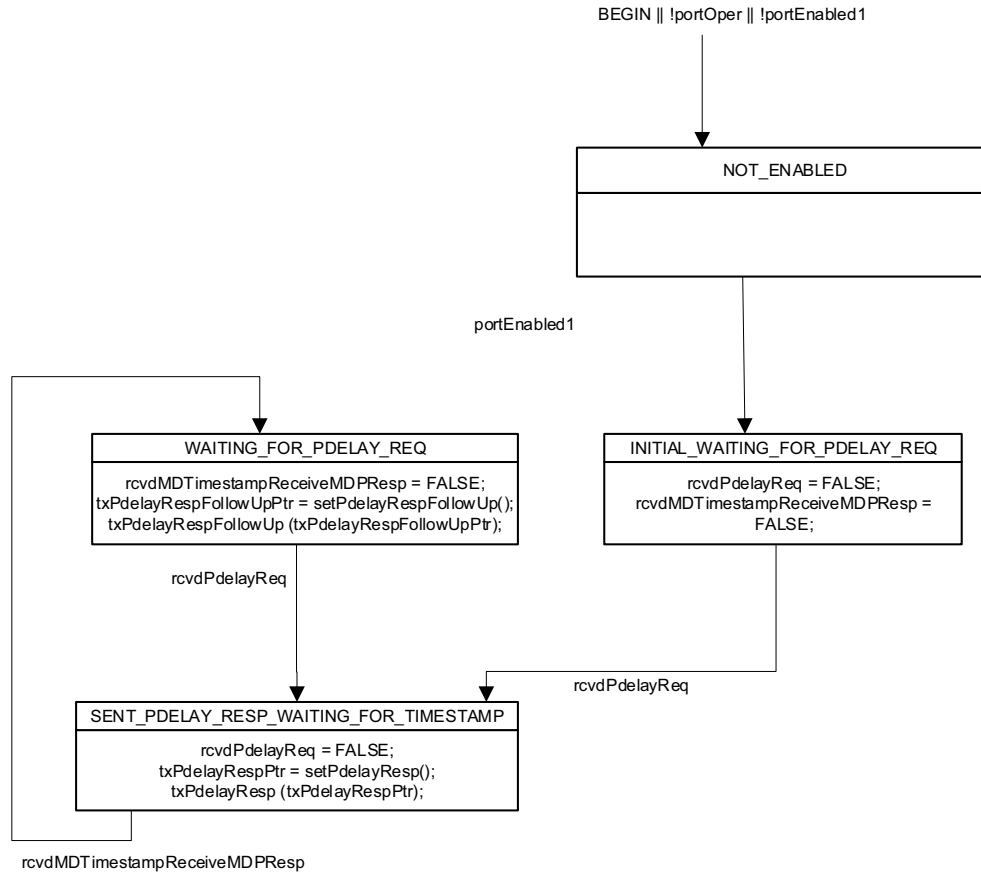 BEGIN || !portOper || !portEnabled1
NOT_ENABLED
portEnabled1
WAITING_FOR_PDELAY_REQ
rcvdMDTimestampReceiveMDPResp = FALSE;
txPdelayRespFollowUpPtr = setPdelayRespFollowUp();
txPdelayRespFollowUp (txPdelayRespFollowUpPtr);
INITIAL_WAITING_FOR_PDELAY_REQ
rcvdPdelayReq = FALSE;
rcvdMDTimestampReceiveMDPResp =
FALSE;
rcvdPdelayReq
rcvdPdelayReq
SENT_PDELAY_RESP_WAITING_FOR_TIMESTAMP
rcvdPdelayReq = FALSE;
txPdelayRespPtr = setPdelayResp();
txPdelayResp (txPdelayRespPtr);
rcvdMDTimestampReceiveMDPResp